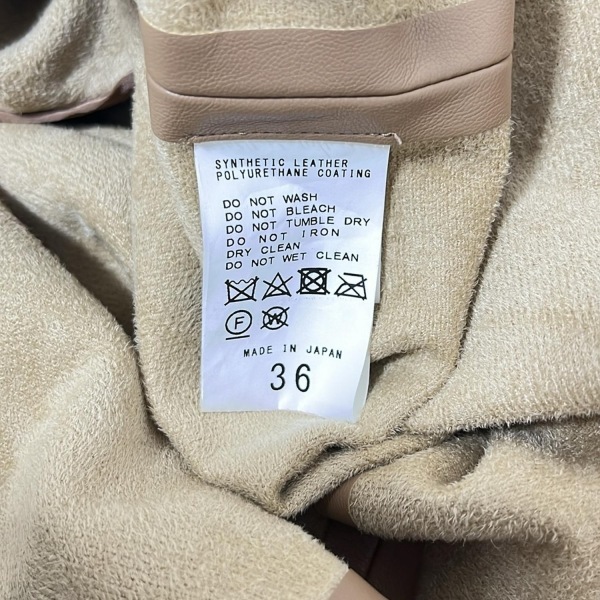 SYNTHETIC LEATHER
POLYURETHANE COATING
DO NOT WASH
DO NOT BLEACH
DO NOT TUMBLE DRY
DO NOT IRON
DRY CLEAN
DO NOT WET CLEAN
F W
MADE IN JAPAN
36